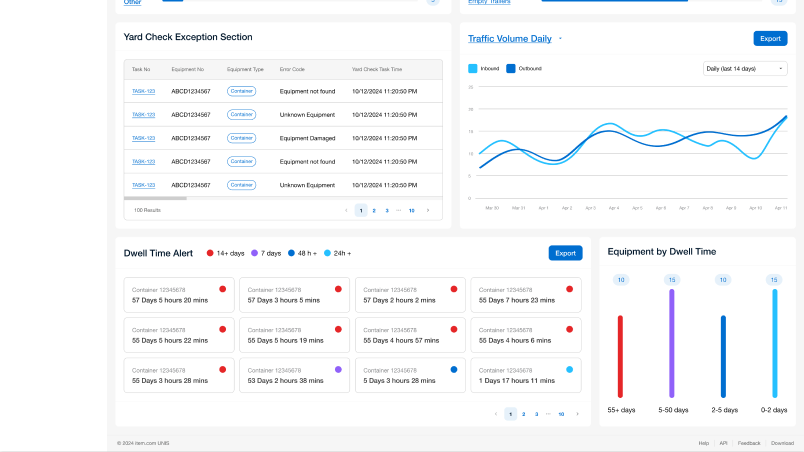 Other
5
Empty Trailers
15
Yard Check Exception Section
Task No Equipment No Equipment Type Error Code Yard Check Task Time
TASK-123 ABCD1234567 Container Equipment not found 10/12/2024 11:20:50 PM
TASK-123 ABCD1234567 Container Unknown Equipment 10/12/2024 11:20:50 PM
TASK-123 ABCD1234567 Container Equipment Damaged 10/12/2024 11:20:50 PM
TASK-123 ABCD1234567 Container Equipment not found 10/12/2024 11:20:50 PM
TASK-123 ABCD1234567 Container Unknown Equipment 10/12/2024 11:20:50 PM
100 Results < 1 2 3 ··· 10 >
Traffic Volume Daily Export
Inbound Outbound Daily (last 14 days)
25
20
15
10
5
0
Mar 30 Mar 31 Apr 1 Apr 2 Apr 3 Apr 4 Apr 5 Apr 6 Apr 7 Apr 8 Apr 9 Apr 10 Apr 11
Dwell Time Alert 14+ days 7 days 48 h + 24h + Export
Container 12345678 Container 12345678 Container 12345678 Container 12345678
57 Days 5 hours 20 mins 57 Days 3 hours 5 mins 57 Days 2 hours 2 mins 55 Days 7 hours 23 mins
Container 12345678 Container 12345678 Container 12345678 Container 12345678
55 Days 5 hours 22 mins 55 Days 5 hours 19 mins 55 Days 4 hours 57 mins 55 Days 4 hours 6 mins
Container 12345678 Container 12345678 Container 12345678 Container 12345678
55 Days 3 hours 28 mins 53 Days 2 hours 38 mins 5 Days 3 hours 28 mins 1 Days 17 hours 11 mins
< 1 2 3 ··· 10 >
Equipment by Dwell Time
10 15 10 15
55+ days 5-50 days 2-5 days 0-2 days
© 2024 item.com UNIS. Help API Feedback Download